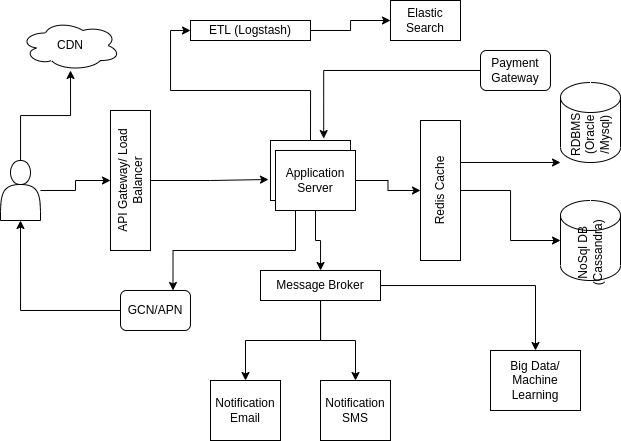 ETL (Logstash)
Elastic
Search
CDN
Payment
Gateway
API Gateway/ Load
Balancer
Application
Server
Redis Cache
RDBMS
(Oracle
/Mysql)
NoSql DB
(Cassandra)
GCN/APN
Message Broker
Big Data/
Machine
Learning
Notification
Email
Notification
SMS